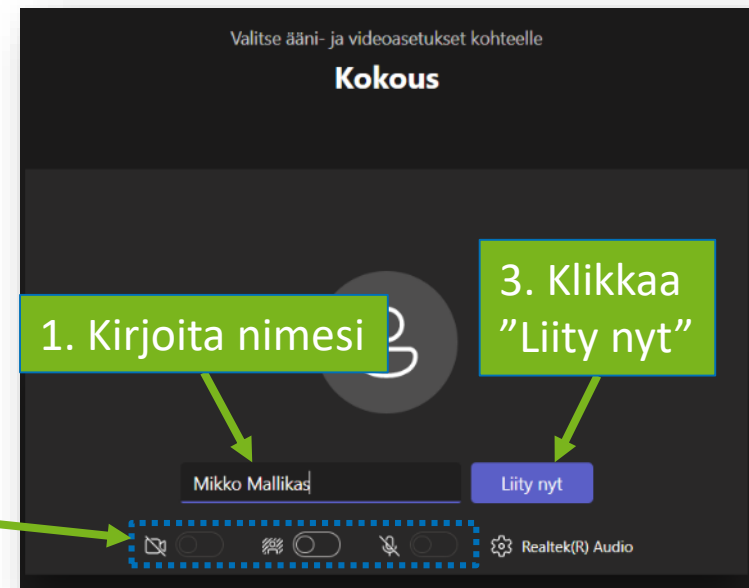 Valitse ääni- ja videoasetukset kohteelle
Kokous
1. Kirjoita nimesi
3. Klikkaa
”Liity nyt”
Mikko Mallikas
Liity nyt
Realtek(R) Audio